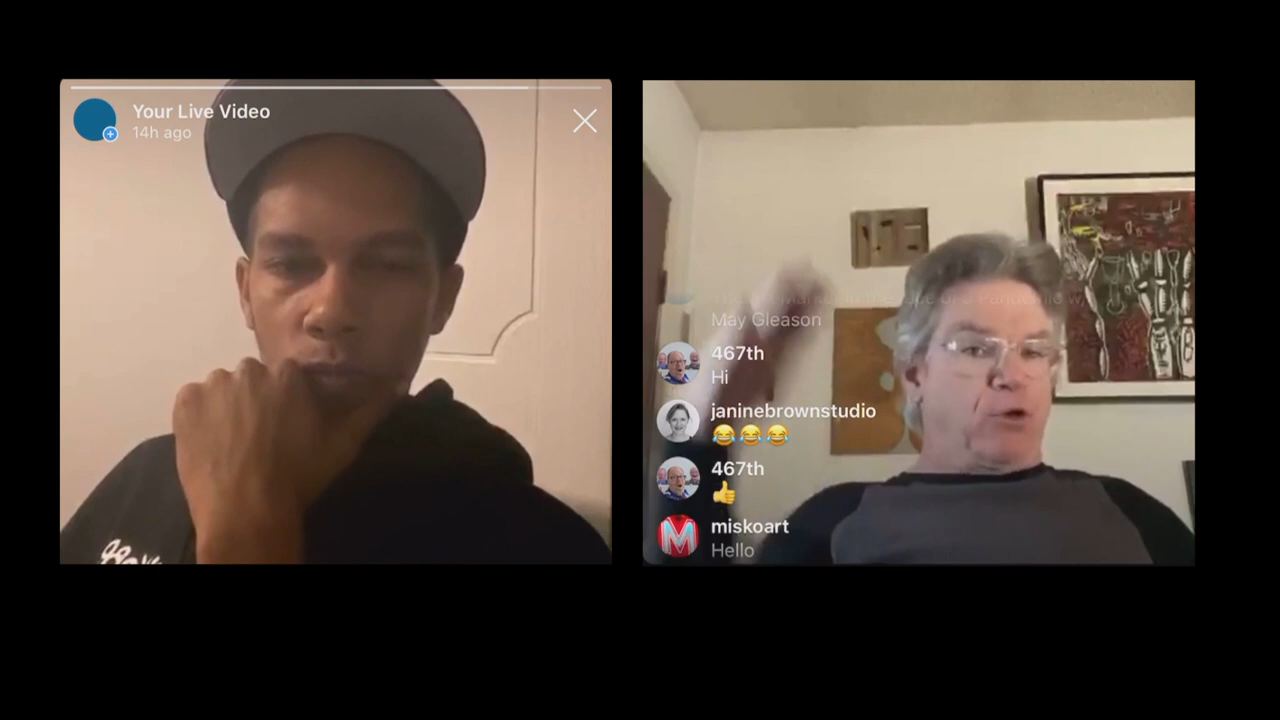 Your Live Video
14h ago
May Gleason
467th
Hi
janinebrownstudio
😂😂😂
467th
👍
miskoart
Hello